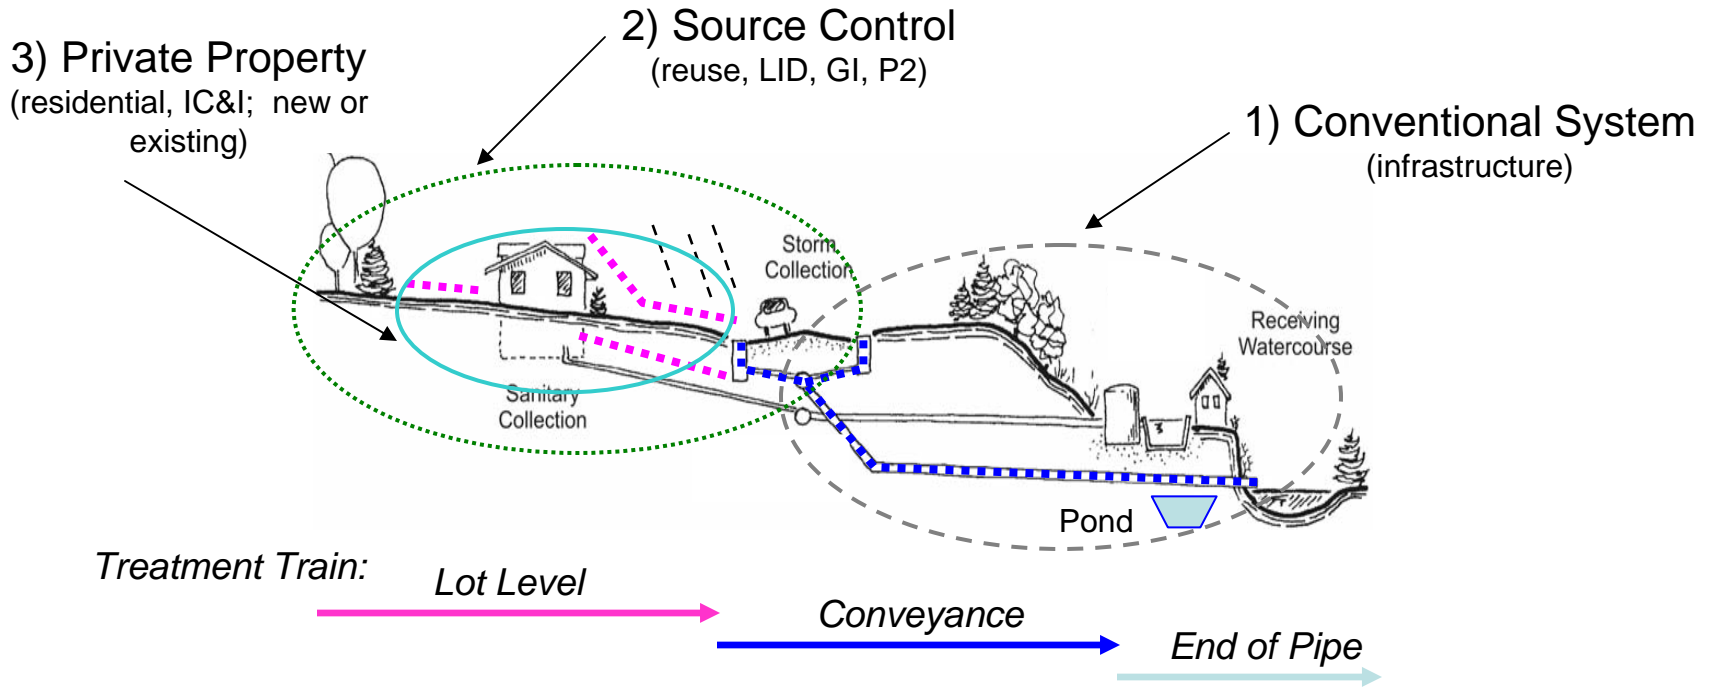 2) Source Control
(reuse, LID, GI, P2)
3) Private Property
(residential, IC&I; new or
existing)
1) Conventional System
(infrastructure)
Storm
Collection
Receiving
Watercourse
Sanitary
Collection
Pond
Treatment Train:
Lot Level
Conveyance
End of Pipe